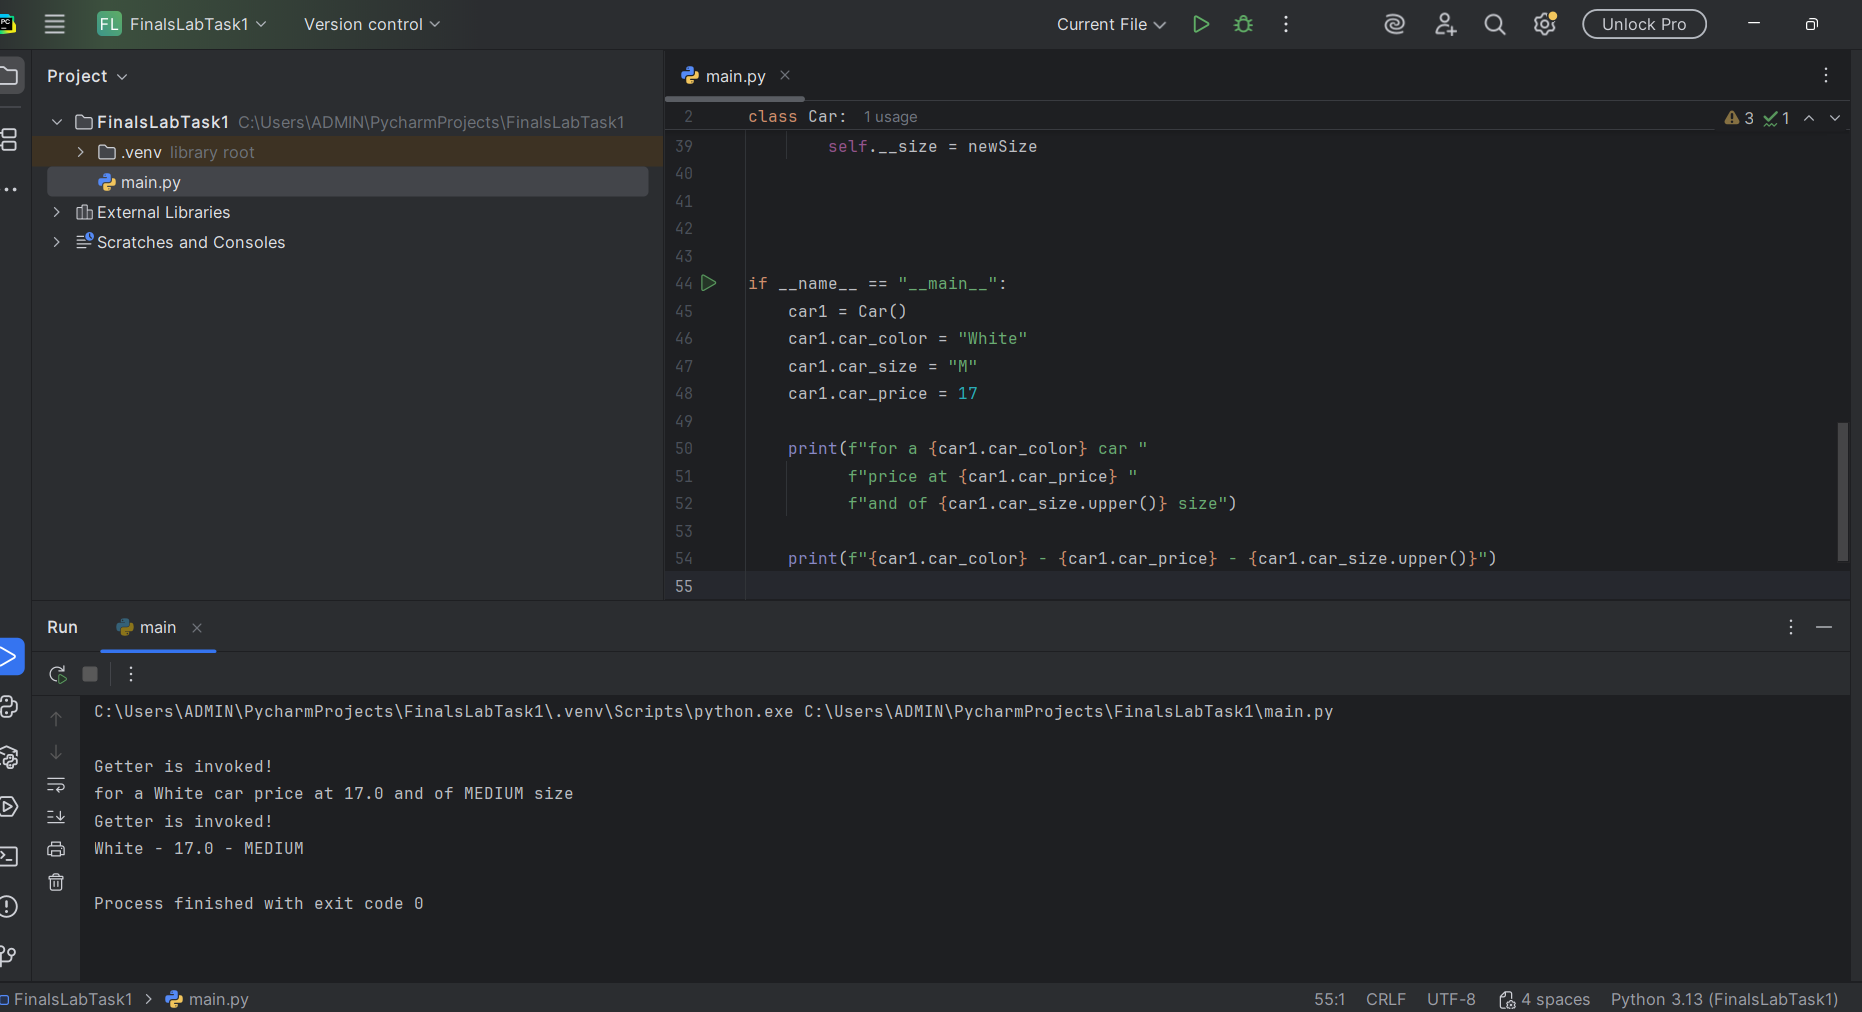 PC
FL FinalsLabTask1 Version control Current File Unlock Pro
Project
main.py
FinalsLabTask1 C:\Users\ADMIN\PycharmProjects\FinalsLabTask1
.venv library root
main.py
External Libraries
Scratches and Consoles
2 class Car: 1 usage 3 1
39 self.__size = newSize
40
41
42
43
44 if __name__ == "__main__":
45 car1 = Car()
46 car1.car_color = "White"
47 car1.car_size = "M"
48 car1.car_price = 17
49
50 print(f"for a {car1.car_color} car "
51 f"price at {car1.car_price} "
52 f"and of {car1.car_size.upper()} size")
53
54 print(f"{car1.car_color} - {car1.car_price} - {car1.car_size.upper()}")
55
Run main
C:\Users\ADMIN\PycharmProjects\FinalsLabTask1\.venv\Scripts\python.exe C:\Users\ADMIN\PycharmProjects\FinalsLabTask1\main.py
Getter is invoked!
for a White car price at 17.0 and of MEDIUM size
Getter is invoked!
White - 17.0 - MEDIUM
Process finished with exit code 0
FinalsLabTask1 > main.py 55:1 CRLF UTF-8 4 spaces Python 3.13 (FinalsLabTask1)